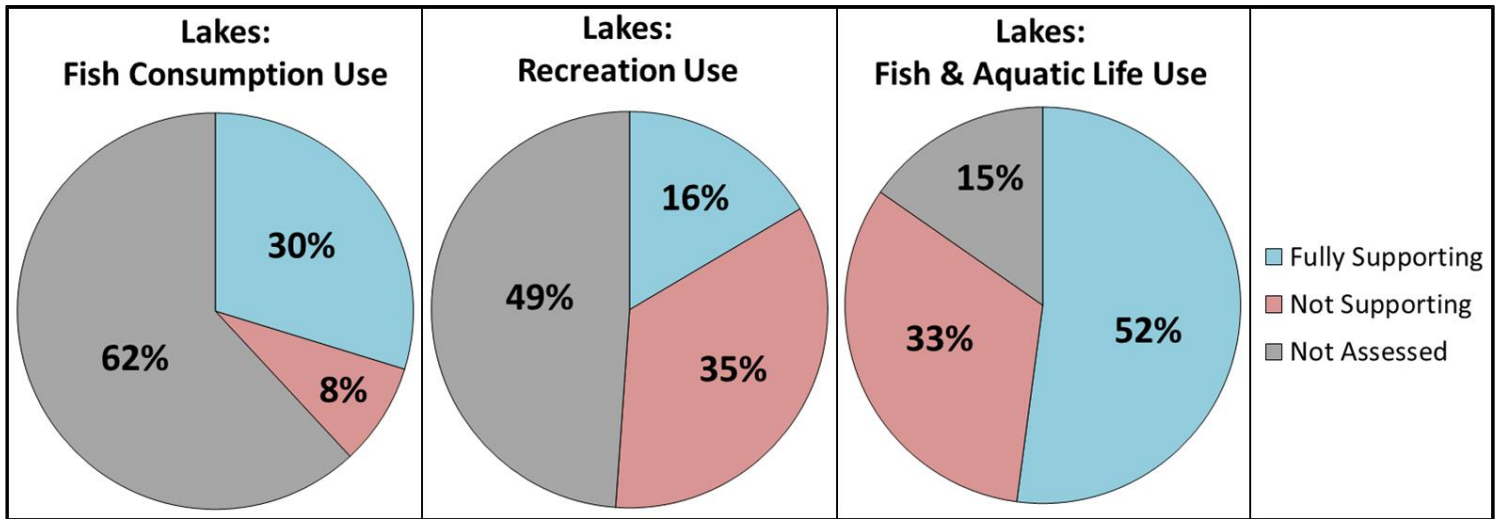 Lakes:
Fish Consumption Use
30%
8%
62%
Lakes:
Recreation Use
16%
35%
49%
Lakes:
Fish & Aquatic Life Use
15%
33%
52%
Fully Supporting
Not Supporting
Not Assessed